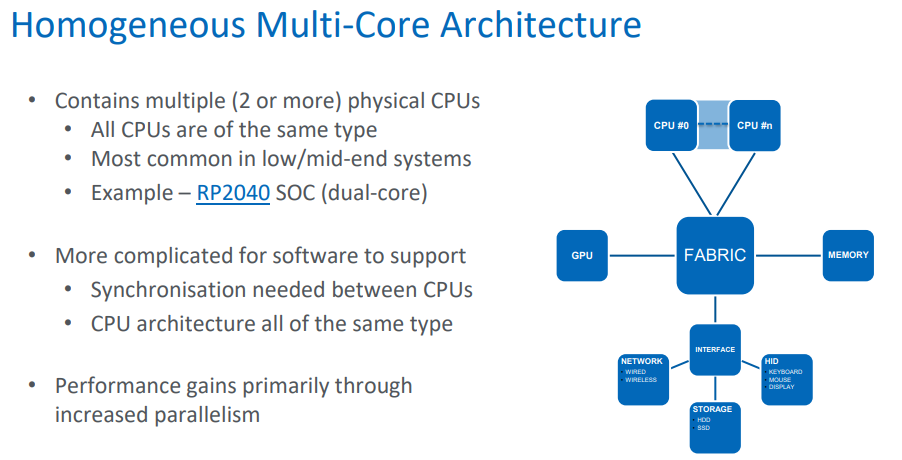 Homogeneous Multi-Core Architecture
• Contains multiple (2 or more) physical CPUs
• All CPUs are of the same type
• Most common in low/mid-end systems
• Example – RP2040 SOC (dual-core)
• More complicated for software to support
• Synchronisation needed between CPUs
• CPU architecture all of the same type
• Performance gains primarily through
increased parallelism
CPU #0
CPU #n
GPU
FABRIC
MEMORY
INTERFACE
NETWORK
• WIRED
• WIRELESS
HID
• KEYBOARD
• MOUSE
• DISPLAY
STORAGE
• HDD
• SSD